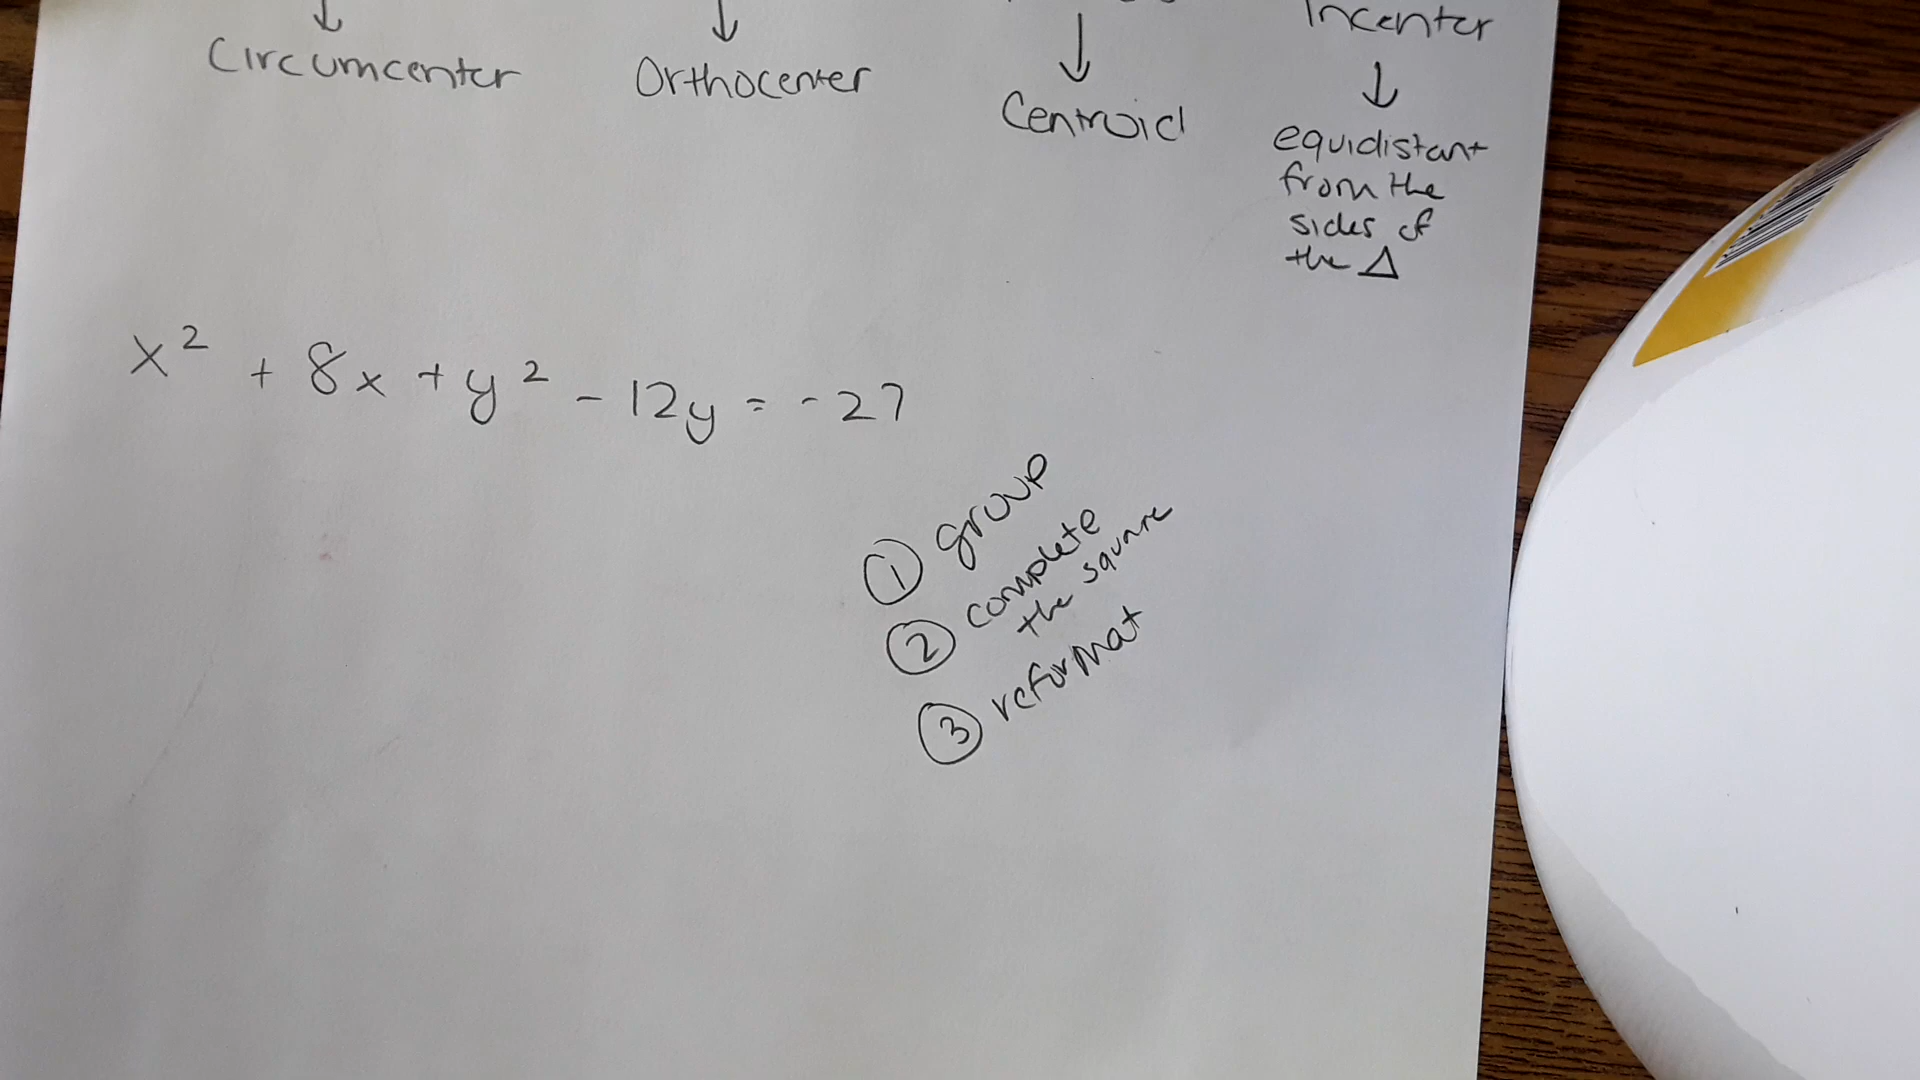 Circumcenter
Orthocenter
Centroid
Incenter
equidistant
from the
sides of
the Δ
x² + 8x + y² - 12y = -27
① group
② complete
the square
③ reformat